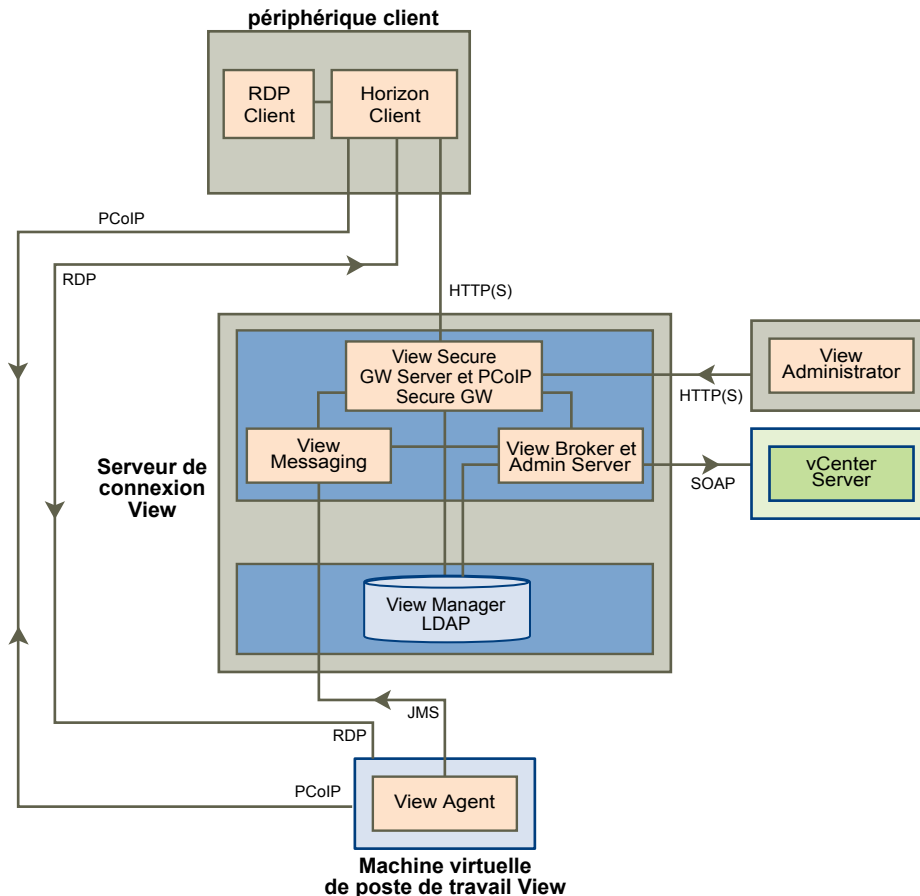 périphérique client
RDP
Client
Horizon
Client
PCoIP
RDP
HTTP(S)
View Secure
GW Server et PCoIP
Secure GW
View
Administrator
HTTP(S)
View
Messaging
View Broker et
Admin Server
Serveur de
connexion
View
SOAP
vCenter
Server
View Manager
LDAP
JMS
RDP
PCoIP
View Agent
Machine virtuelle
de poste de travail View